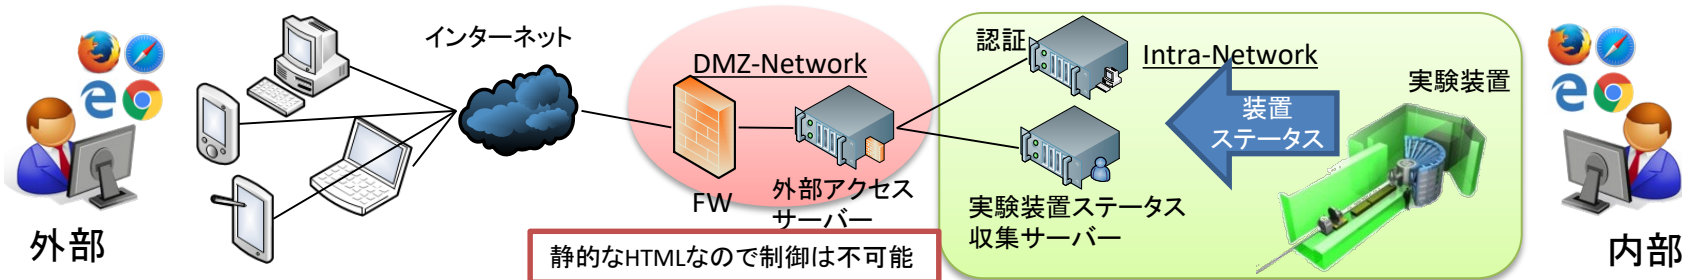 外部
インターネット
DMZ-Network
FW
外部アクセス
サーバー
静的なHTMLなので制御は不可能
認証
Intra-Network
装置
ステータス
実験装置
実験装置ステータス
収集サーバー
内部